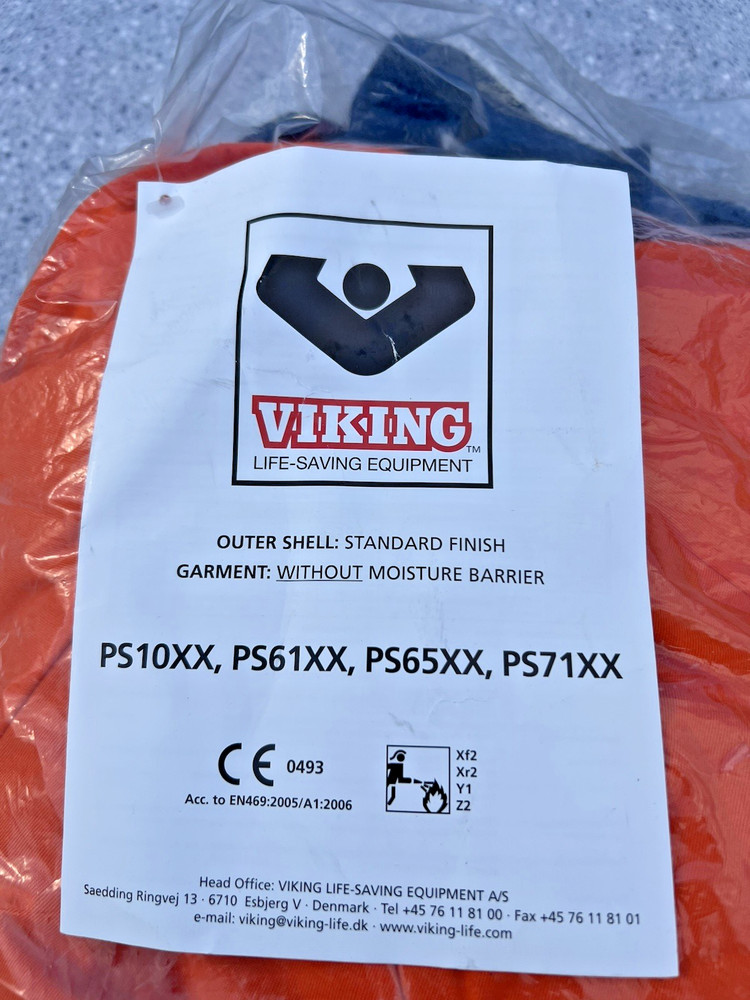 VIKING™
LIFE-SAVING EQUIPMENT
OUTER SHELL: STANDARD FINISH
GARMENT: WITHOUT MOISTURE BARRIER
PS10XX, PS61XX, PS65XX, PS71XX
CE 0493
Acc. to EN469:2005/A1:2006
Xf2
Xr2
Y1
Z2
Head Office: VIKING LIFE-SAVING EQUIPMENT A/S
Saedding Ringvej 13 · 6710 Esbjerg V · Denmark · Tel +45 76 11 81 00 · Fax +45 76 11 81 01
e-mail: viking@viking-life.dk · www.viking-life.com